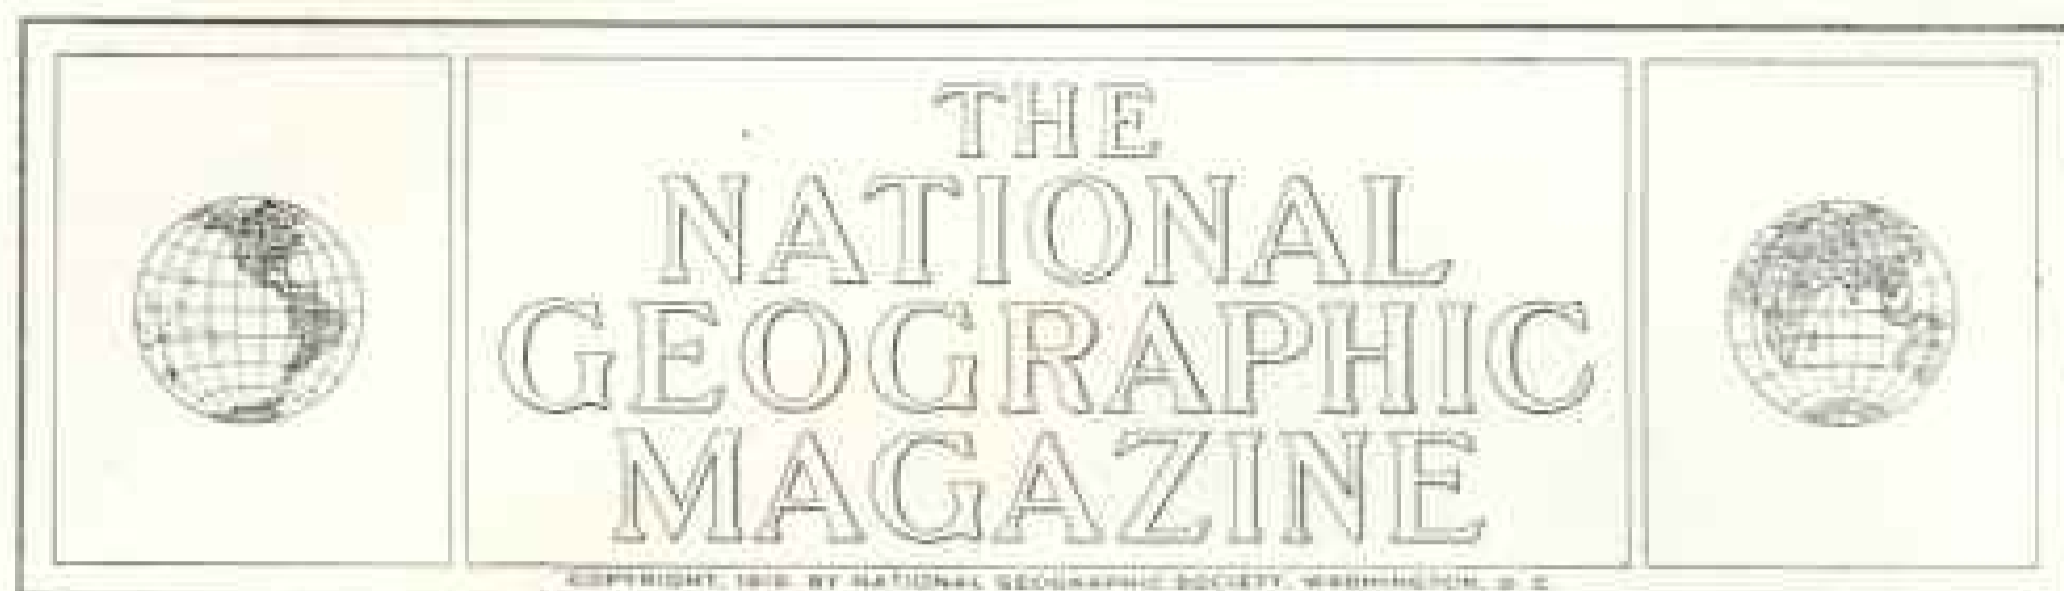 THE
NATIONAL
GEOGRAPHIC
MAGAZINE
COPYRIGHT, BY NATIONAL GEOGRAPHIC SOCIETY, WASHINGTON, D. C.